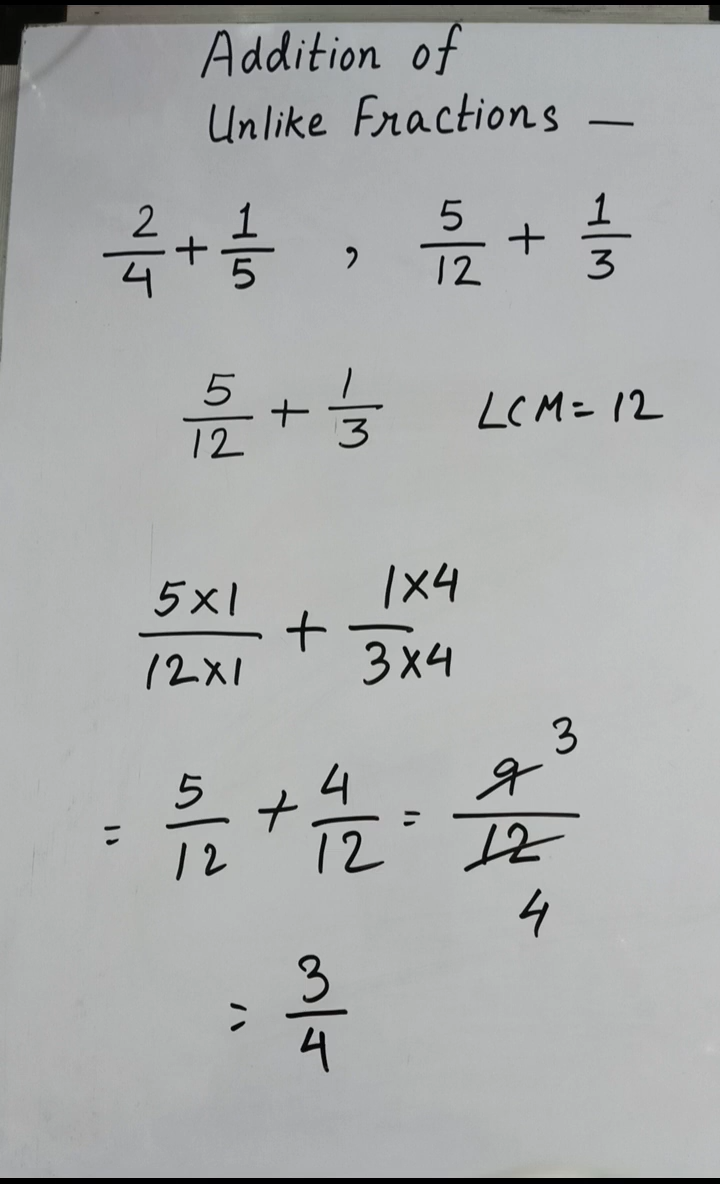 Addition of
Unlike Fractions —
2/4 + 1/5 , 5/12 + 1/3
5/12 + 1/3 LCM = 12
5×1/12×1 + 1×4/3×4
= 5/12 + 4/12 = 9/12 3 4
= 3/4